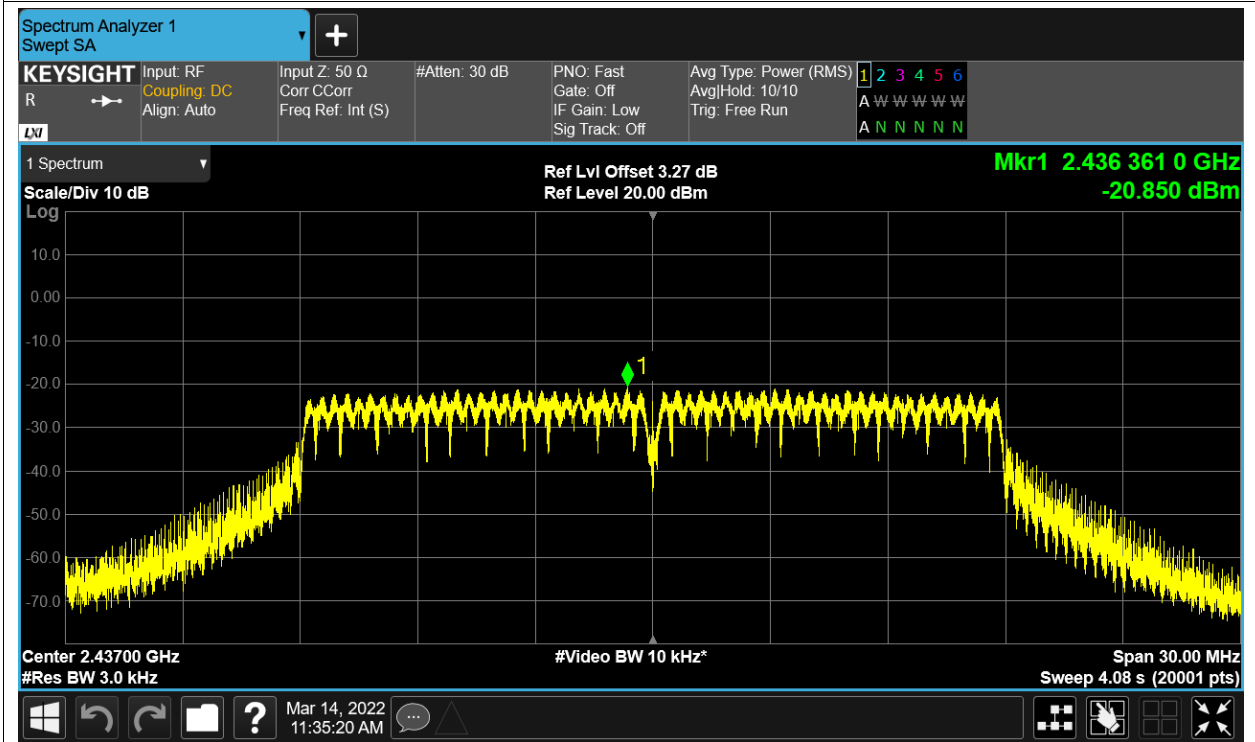 Spectrum Analyzer 1
Swept SA
KEYSIGHT
R
LXI
Input: RF
Coupling: DC
Align: Auto
Input Z: 50 Ω
Corr CCorr
Freq Ref: Int (S)
#Atten: 30 dB
PNO: Fast
Gate: Off
IF Gain: Low
Sig Track: Off
Avg Type: Power (RMS)
Avg|Hold: 10/10
Trig: Free Run
1 2 3 4 5 6
A W W W W W
A N N N N N
1 Spectrum
Scale/Div 10 dB
Ref Lvl Offset 3.27 dB
Ref Level 20.00 dBm
Mkr1 2.436 361 0 GHz
-20.850 dBm
Log
10.0
0.00
-10.0
-20.0
-30.0
-40.0
-50.0
-60.0
-70.0
1
Center 2.43700 GHz
#Res BW 3.0 kHz
#Video BW 10 kHz*
Span 30.00 MHz
Sweep 4.08 s (20001 pts)
?
Mar 14, 2022
11:35:20 AM